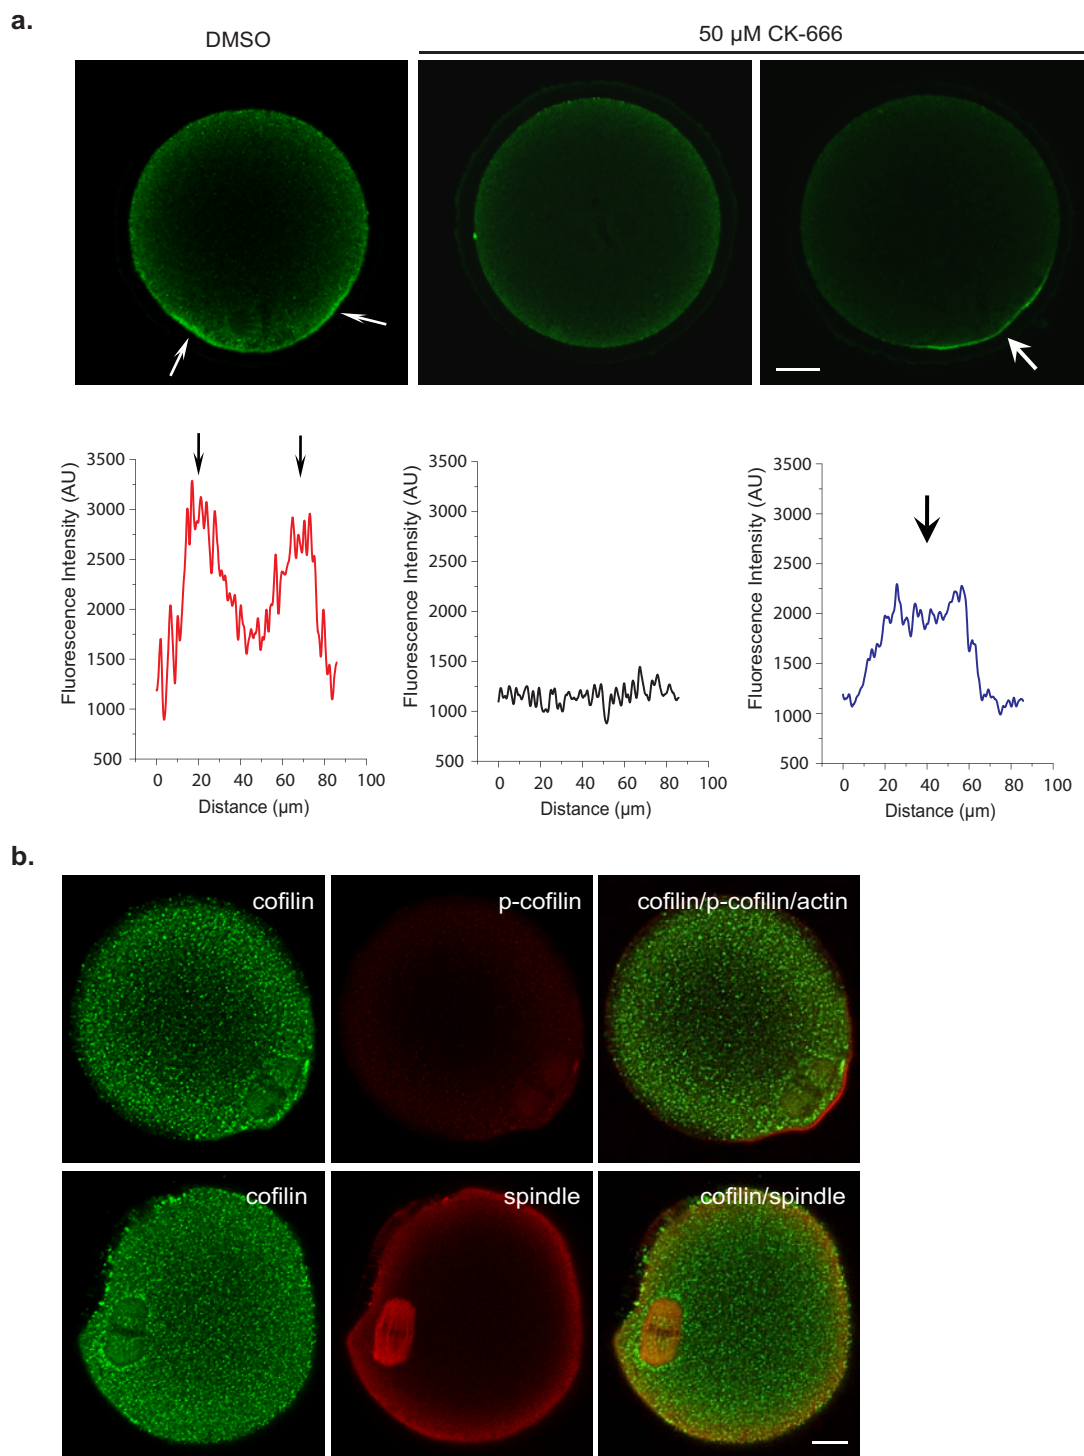 a.
DMSO
50 µM CK-666
3500
3000
2500
2000
1500
1000
500
Fluorescence Intensity (AU)
0 20 40 60 80 100
Distance (µm)
3500
3000
2500
2000
1500
1000
500
Fluorescence Intensity (AU)
0 20 40 60 80 100
Distance (µm)
3500
3000
2500
2000
1500
1000
500
Fluorescence Intensity (AU)
0 20 40 60 80 100
Distance (µm)
b.
cofilin
p-cofilin
cofilin/p-cofilin/actin
cofilin
spindle
cofilin/spindle